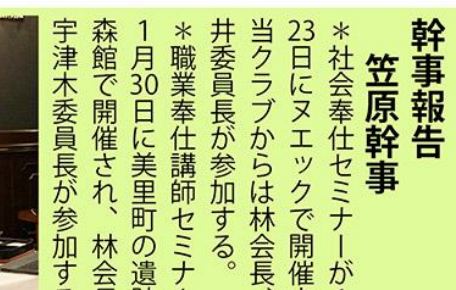 幹事報告
笠原幹事
＊社会奉仕セミナーが
23日にヌエックで開催
当クラブからは林会長、
井委員長が参加する。
＊職業奉仕講師セミナ
1月30日に美里町の遺跡
森館で開催され、林会長
宇津木委員長が参加す